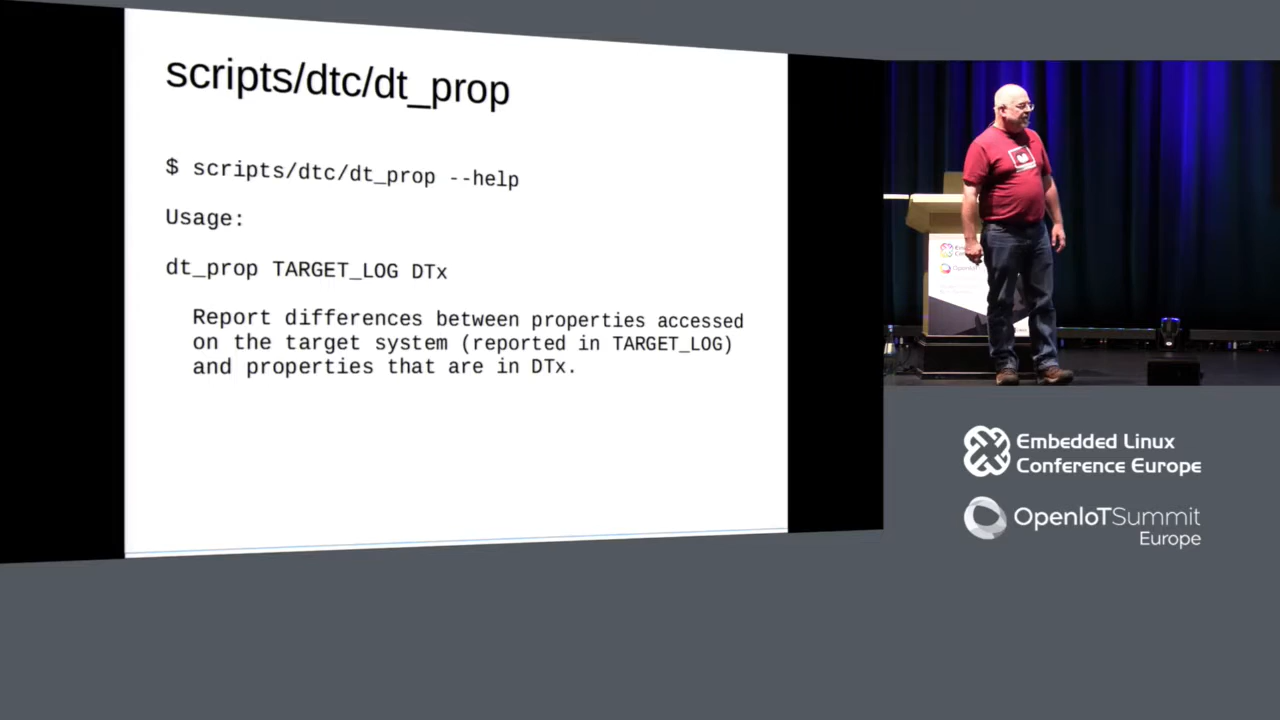 scripts/dtc/dt_prop
$ scripts/dtc/dt_prop --help
Usage:
dt_prop TARGET_LOG DTx
Report differences between properties accessed
on the target system (reported in TARGET_LOG)
and properties that are in DTx.
Embedded Linux
Conference Europe
OpenIoTSummit
Europe